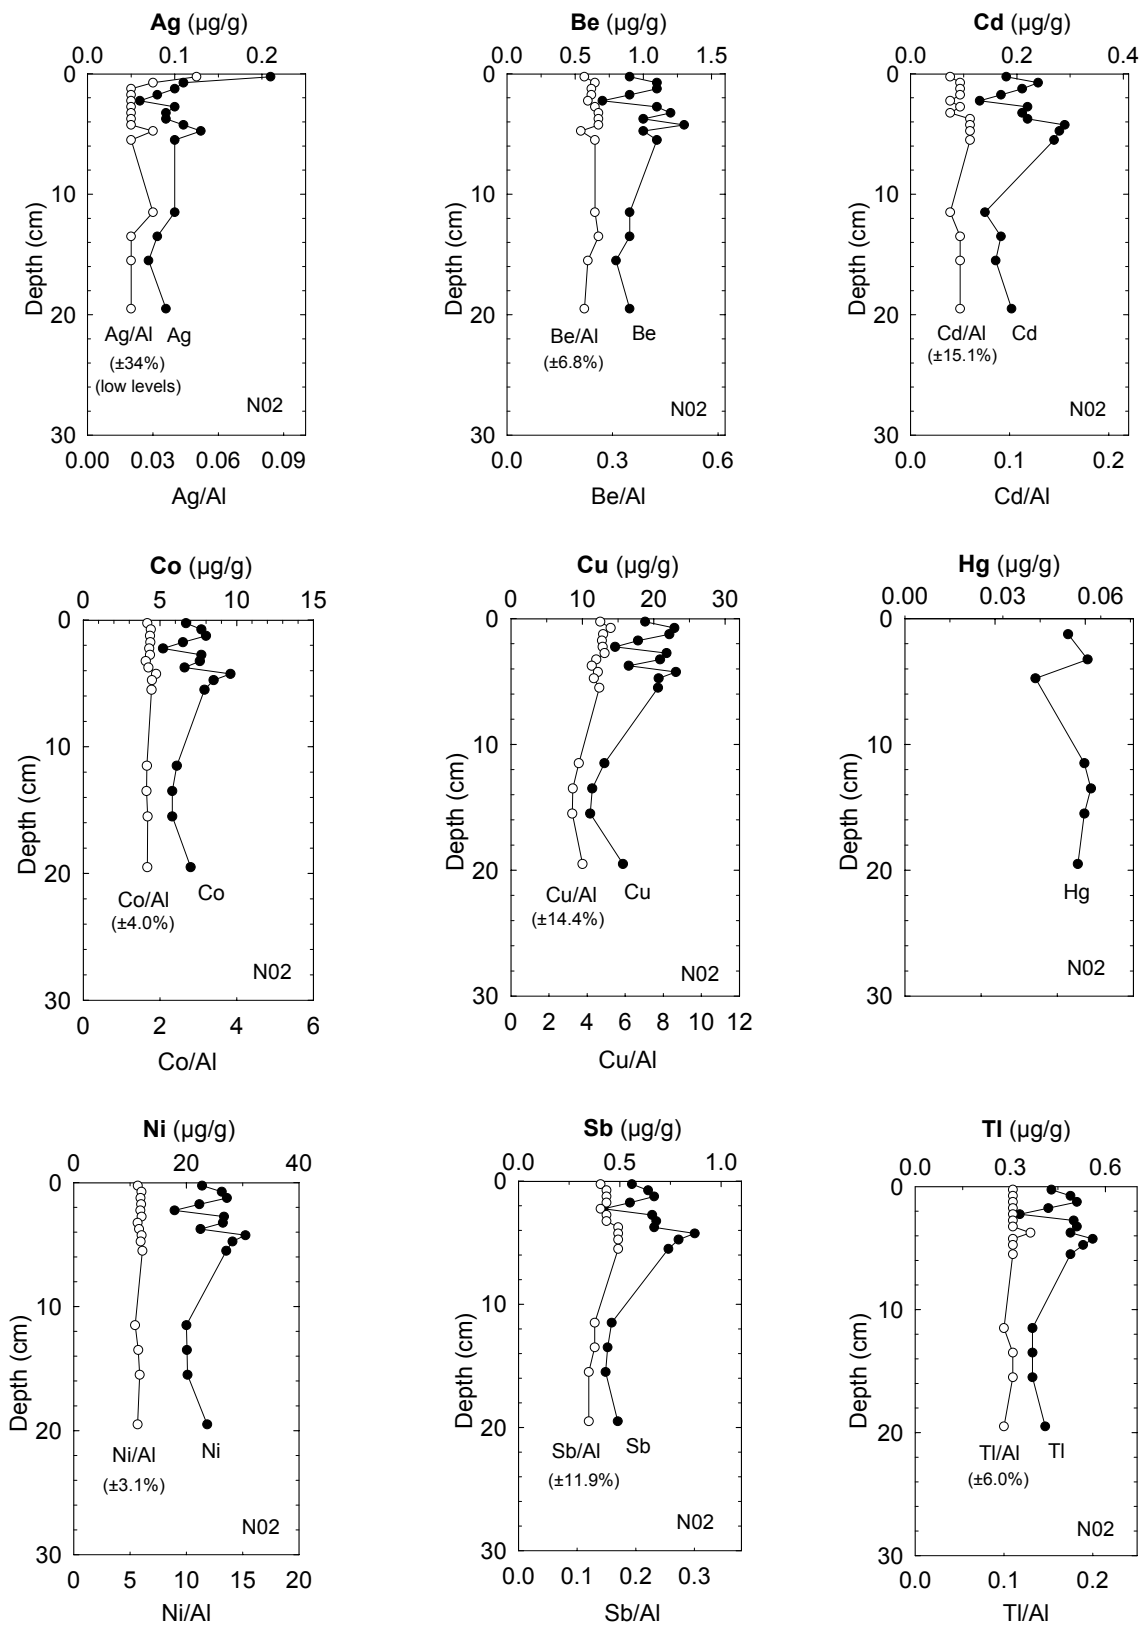 Ag (µg/g)
0.0 0.1 0.2
0
10
20
30
Depth (cm)
Ag/Al Ag
(±34%)
(low levels)
N02
0.00 0.03 0.06 0.09
Ag/Al
Be (µg/g)
0.0 0.5 1.0 1.5
0
10
20
30
Depth (cm)
Be/Al Be
(±6.8%)
N02
0.0 0.3 0.6
Be/Al
Cd (µg/g)
0.0 0.2 0.4
0
10
20
30
Depth (cm)
Cd/Al Cd
(±15.1%)
N02
0.0 0.1 0.2
Cd/Al
Co (µg/g)
0 5 10 15
0
10
20
30
Depth (cm)
Co/Al Co
(±4.0%)
N02
0 2 4 6
Co/Al
Cu (µg/g)
0 10 20 30
0
10
20
30
Depth (cm)
Cu/Al Cu
(±14.4%)
N02
0 2 4 6 8 10 12
Cu/Al
Hg (µg/g)
0.00 0.03 0.06
0
10
20
30
Depth (cm)
Hg
N02
Ni (µg/g)
0 20 40
0
10
20
30
Depth (cm)
Ni/Al Ni
(±3.1%)
N02
0 5 10 15 20
Ni/Al
Sb (µg/g)
0.0 0.5 1.0
0
10
20
30
Depth (cm)
Sb/Al Sb
(±11.9%)
N02
0.0 0.1 0.2 0.3
Sb/Al
Tl (µg/g)
0.0 0.3 0.6
0
10
20
30
Depth (cm)
Tl/Al Tl
(±6.0%)
N02
0.0 0.1 0.2
Tl/Al